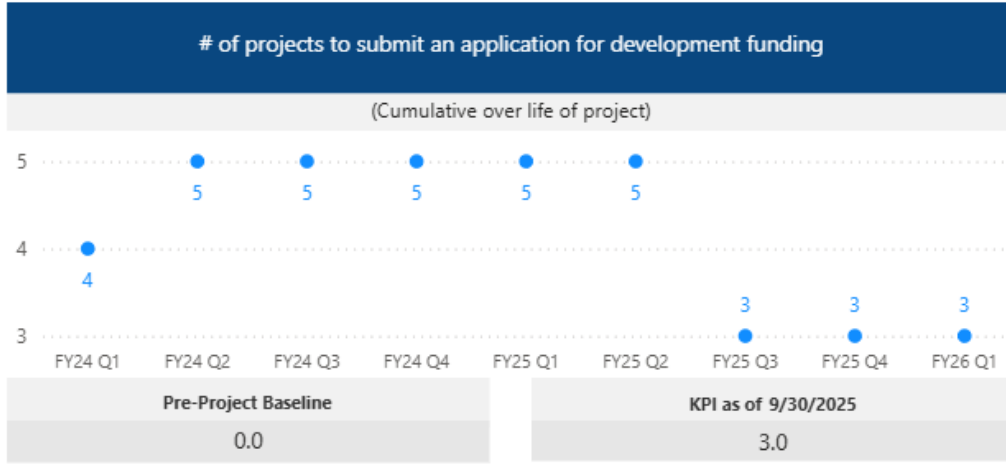 # of projects to submit an application for development funding
(Cumulative over life of project)
5
5 5 5 5 5
4
4
3 3 3
3
FY24 Q1 FY24 Q2 FY24 Q3 FY24 Q4 FY25 Q1 FY25 Q2 FY25 Q3 FY25 Q4 FY26 Q1
Pre-Project Baseline KPI as of 9/30/2025
0.0 3.0